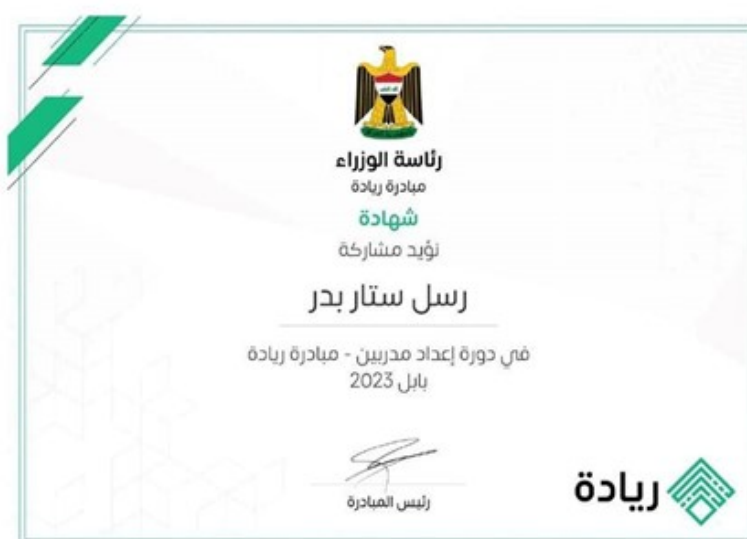 رئاسة الوزراء
مبادرة ريادة
شهادة
نؤيد مشاركة
رسل ستار بدر
في دورة إعداد مدربين - مبادرة ريادة
بابل 2023
رئيس المبادرة
ريادة